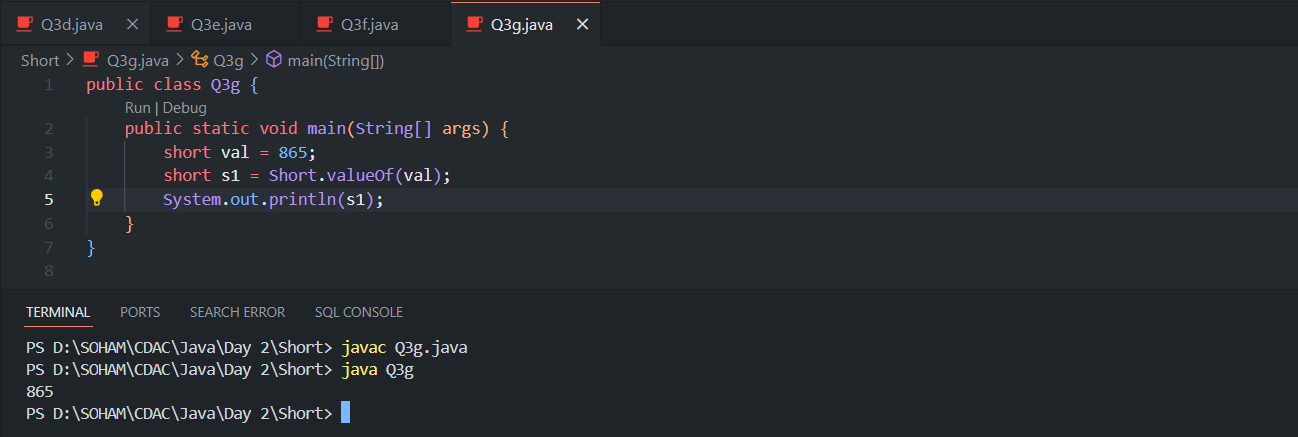 Q3d.java Q3e.java Q3f.java Q3g.java
Short > Q3g.java > Q3g > main(String[])
1 public class Q3g {
Run | Debug
2 public static void main(String[] args) {
3 short val = 865;
4 short s1 = Short.valueOf(val);
5 System.out.println(s1);
6 }
7 }
8
TERMINAL PORTS SEARCH ERROR SQL CONSOLE
PS D:\SOHAM\CDAC\Java\Day 2\Short> javac Q3g.java
PS D:\SOHAM\CDAC\Java\Day 2\Short> java Q3g
865
PS D:\SOHAM\CDAC\Java\Day 2\Short>